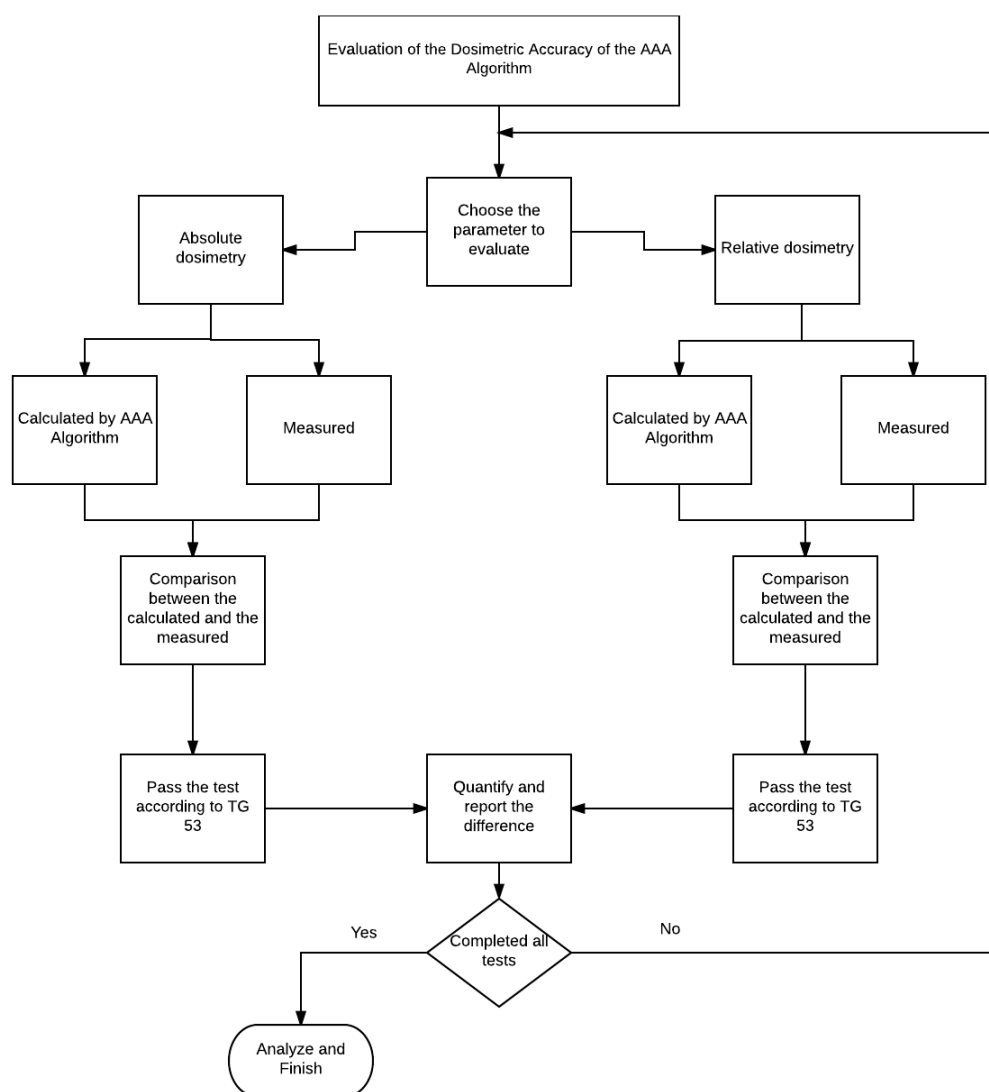 Evaluation of the Dosimetric Accuracy of the AAA
Algorithm
Choose the
parameter to
evaluate
Absolute
dosimetry
Relative dosimetry
Calculated by AAA
Algorithm
Measured
Calculated by AAA
Algorithm
Measured
Comparison
between the
calculated and the
measured
Comparison
between the
calculated and the
measured
Pass the test
according to TG
53
Quantify and
report the
difference
Pass the test
according to TG
53
Yes
Completed all
tests
No
Analyze and
Finish